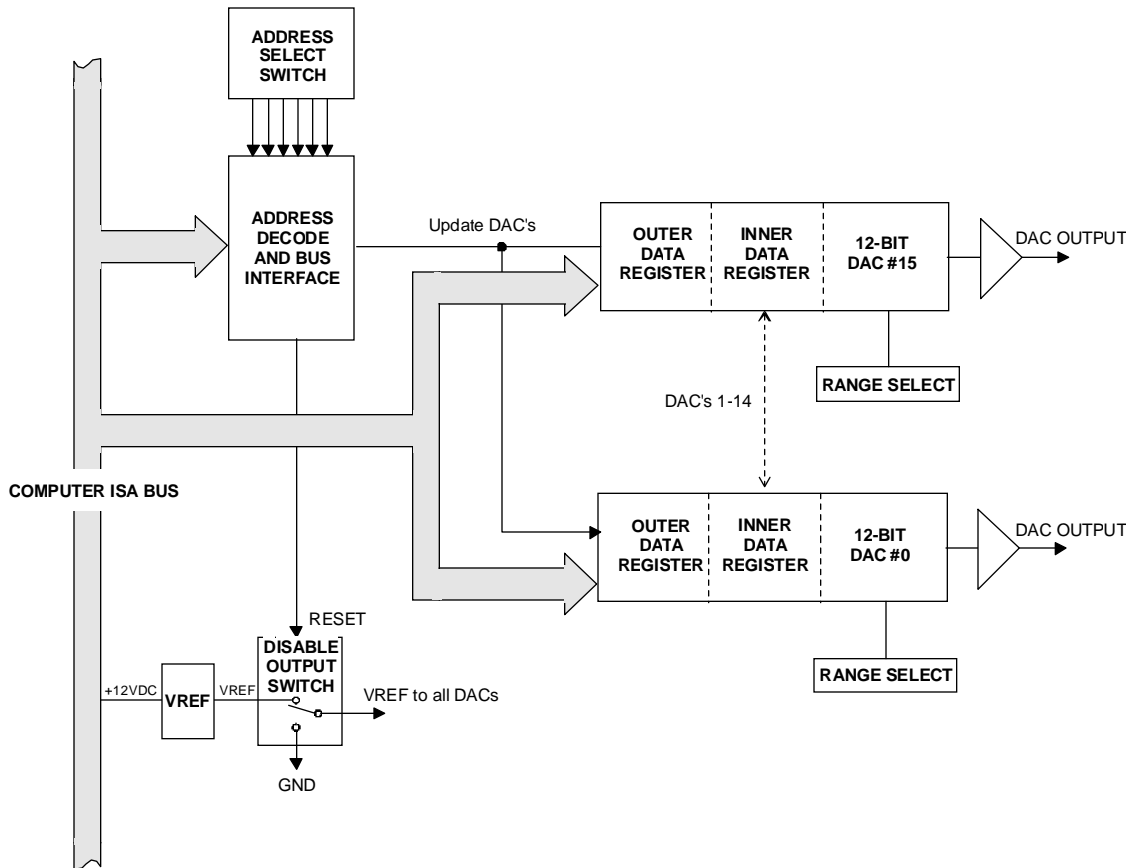 ADDRESS
SELECT
SWITCH
ADDRESS
DECODE
AND BUS
INTERFACE
Update DAC's
OUTER
DATA
REGISTER
INNER
DATA
REGISTER
12-BIT
DAC #15
DAC OUTPUT
RANGE SELECT
DAC's 1-14
COMPUTER ISA BUS
OUTER
DATA
REGISTER
INNER
DATA
REGISTER
12-BIT
DAC #0
DAC OUTPUT
RANGE SELECT
RESET
DISABLE
OUTPUT
SWITCH
+12VDC
VREF
VREF
VREF to all DACs
GND